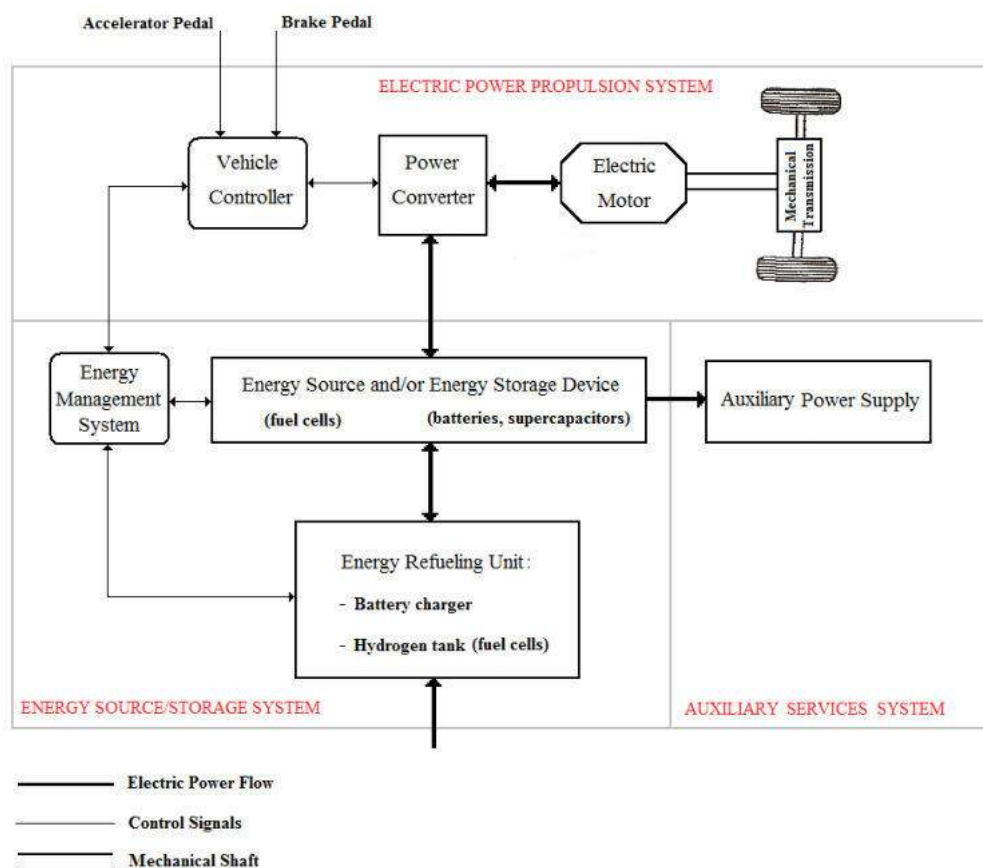 Accelerator Pedal
Brake Pedal
ELECTRIC POWER PROPULSION SYSTEM
Vehicle
Controller
Power
Converter
Electric
Motor
Mechanical
Transmission
Energy
Management
System
Energy Source and/or Energy Storage Device
(fuel cells) (batteries, supercapacitors)
Auxiliary Power Supply
Energy Refueling Unit:
- Battery charger
- Hydrogen tank (fuel cells)
ENERGY SOURCE/STORAGE SYSTEM
AUXILIARY SERVICES SYSTEM
Electric Power Flow
Control Signals
Mechanical Shaft